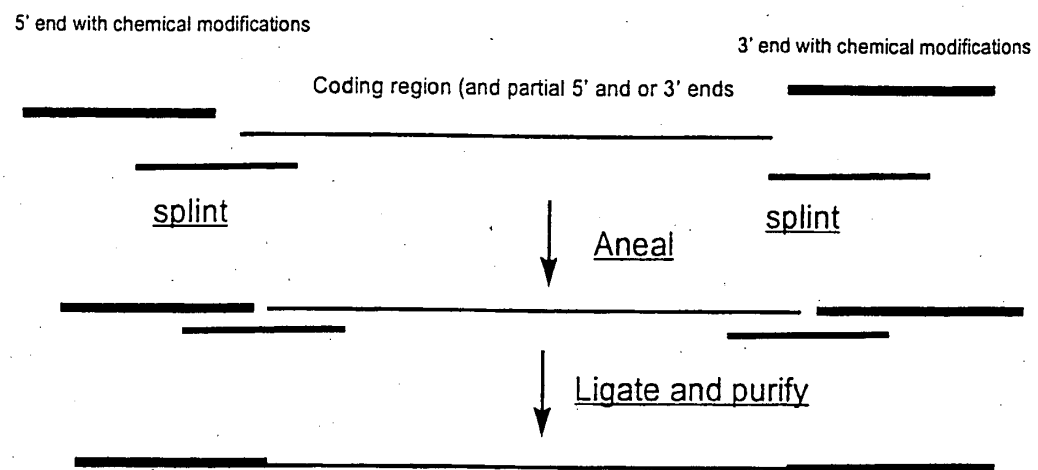 5' end with chemical modifications
3' end with chemical modifications
Coding region (and partial 5' and or 3' ends
splint
splint
Aneal
Ligate and purify